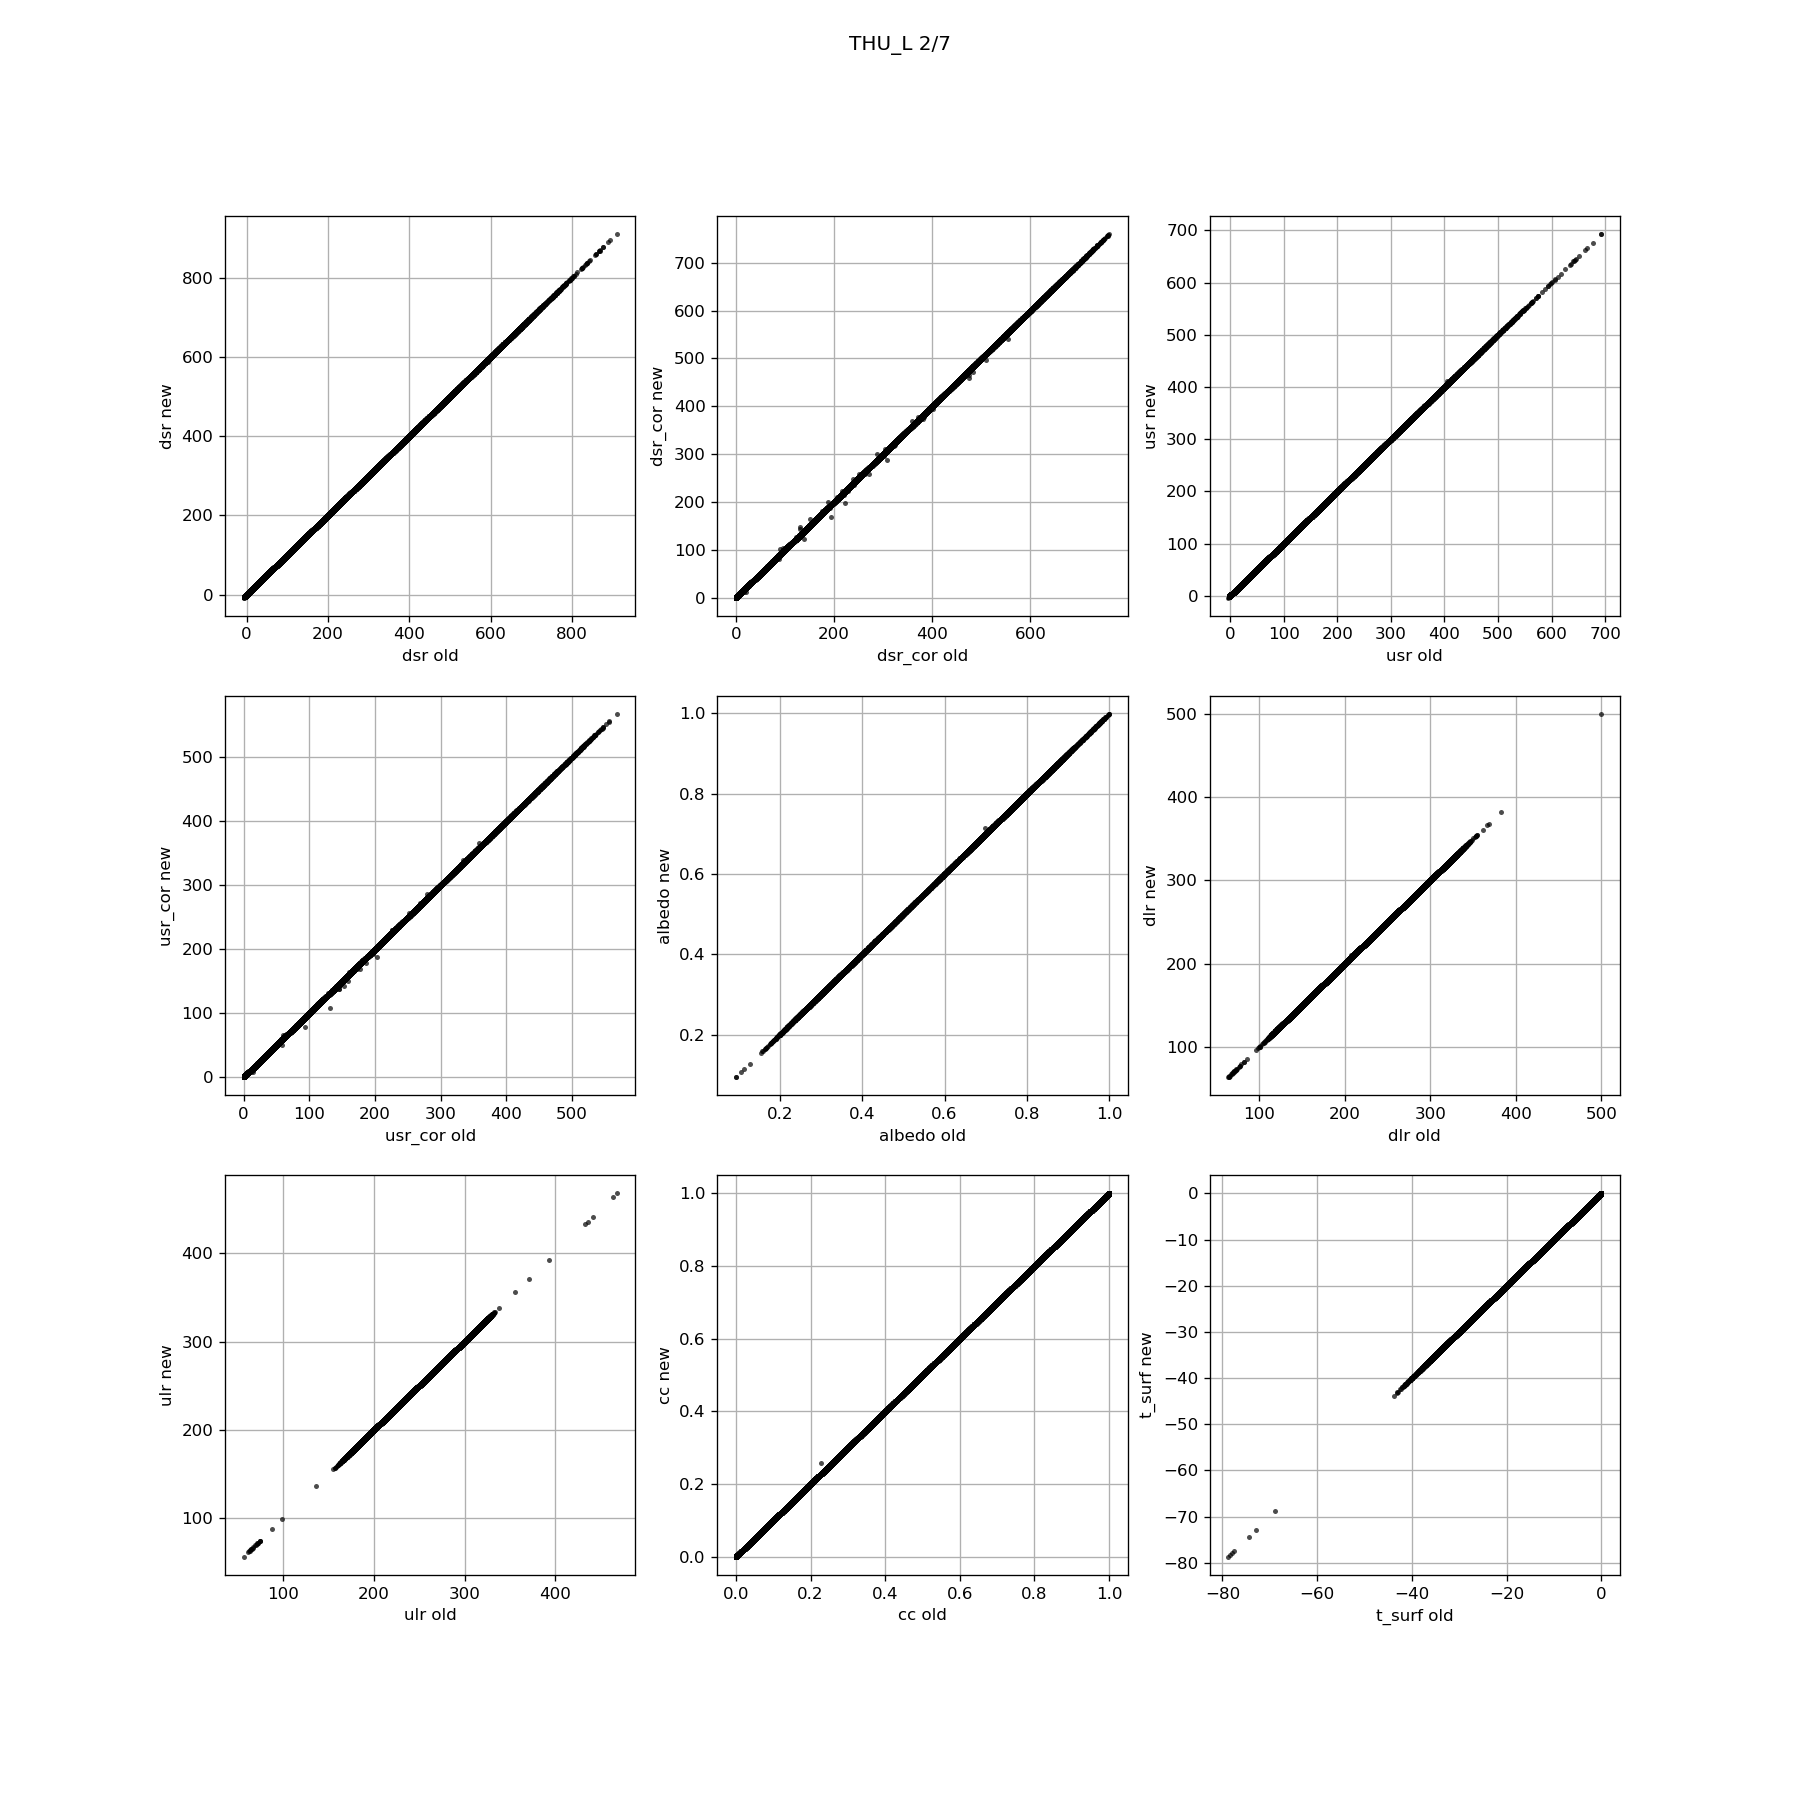 THU_L 2/7
800
600
400
200
0
dsr new
0 200 400 600 800
dsr old
700
600
500
400
300
200
100
0
dsr_cor new
0 200 400 600
dsr_cor old
700
600
500
400
300
200
100
0
usr new
0 100 200 300 400 500 600 700
usr old
500
400
300
200
100
0
usr_cor new
0 100 200 300 400 500
usr_cor old
1.0
0.8
0.6
0.4
0.2
albedo new
0.2 0.4 0.6 0.8 1.0
albedo old
500
400
300
200
100
dlr new
100 200 300 400 500
dlr old
400
300
200
100
ulr new
100 200 300 400
ulr old
1.0
0.8
0.6
0.4
0.2
0.0
cc new
0.0 0.2 0.4 0.6 0.8 1.0
cc old
0
−10
−20
−30
−40
−50
−60
−70
−80
t_surf new
−80 −60 −40 −20 0
t_surf old